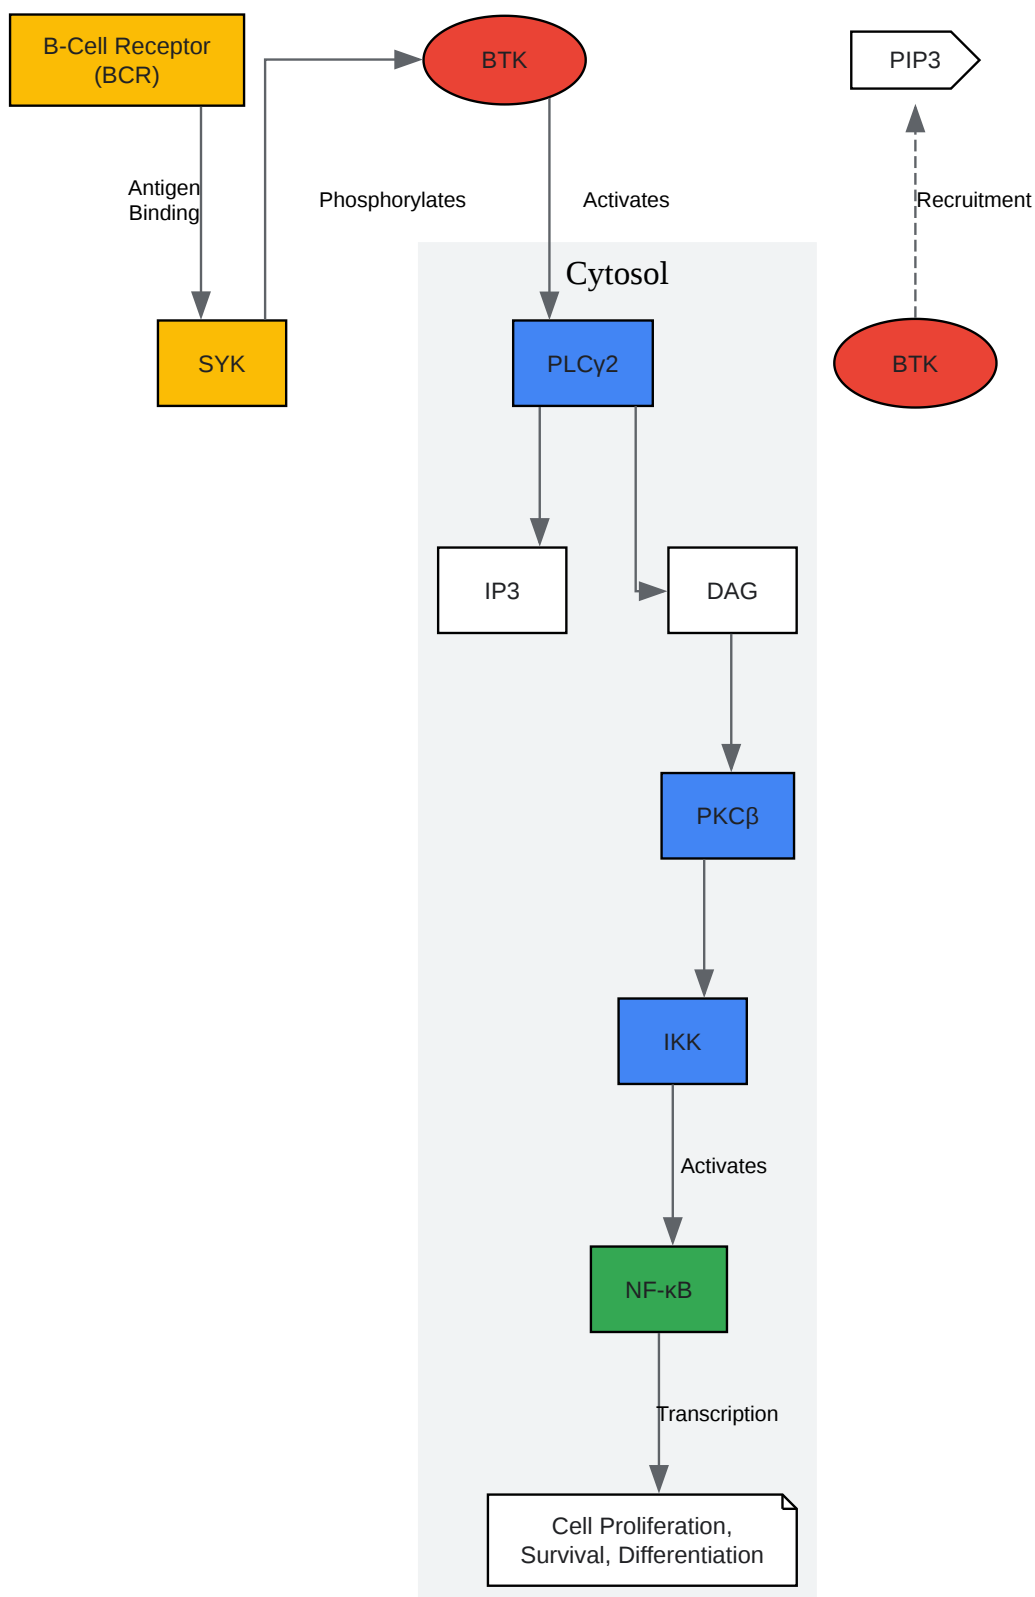 B-Cell Receptor
(BCR)
BTK
PIP3
Antigen
Binding
Phosphorylates
Activates
Recruitment
Cytosol
SYK
PLCγ2
BTK
IP3
DAG
PKCβ
IKK
Activates
NF-κB
Transcription
Cell Proliferation,
Survival, Differentiation